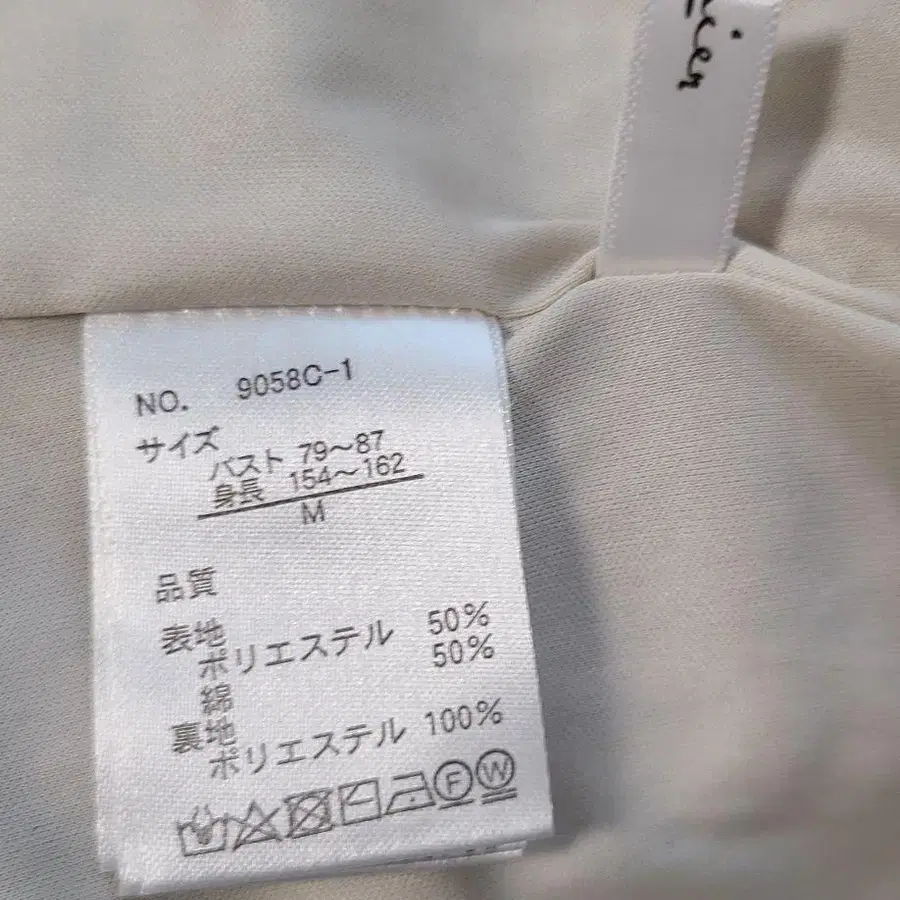 NO. 9058C-1
サイズ
バスト 79～87
身長 154～162
M
品質
表地
ポリエステル 50%
綿 50%
裏地
ポリエステル 100%
F W